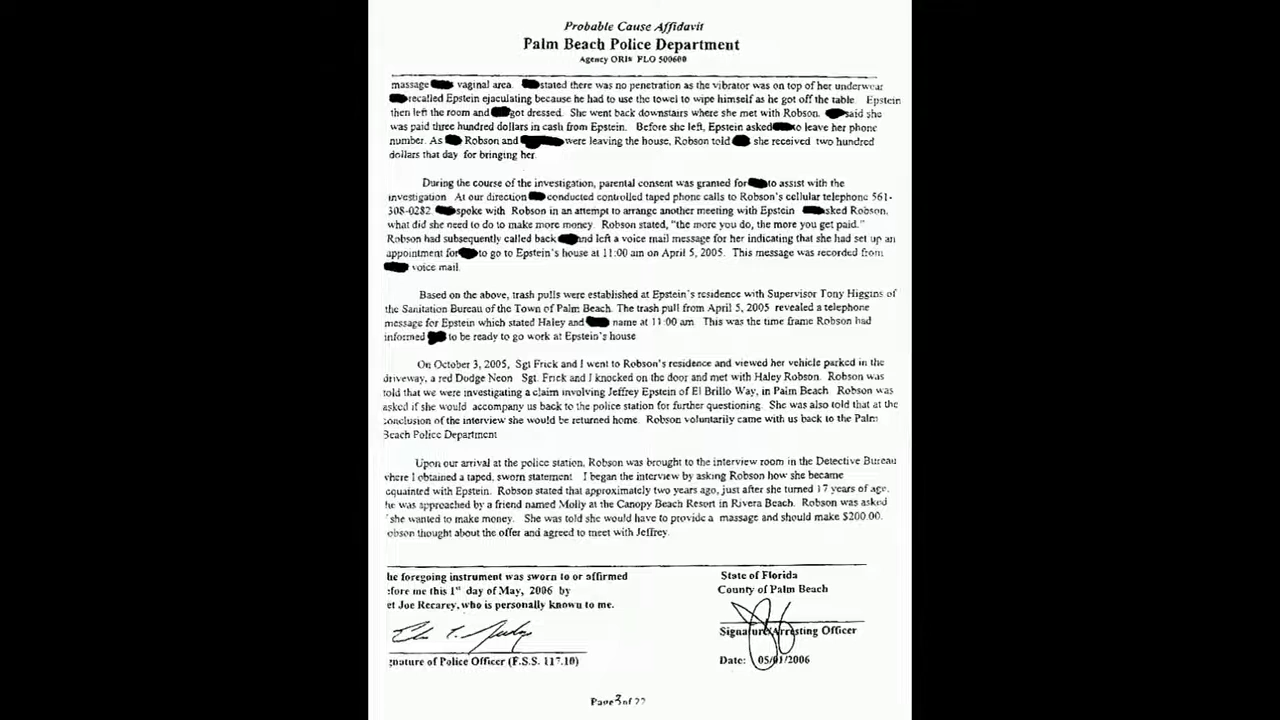 Probable Cause Affidavit
Palm Beach Police Department
Agency ORI# FLO 500600
massage vaginal area. stated there was no penetration as the vibrator was on top of her underwear
recalled Epstein ejaculating because he had to use the towel to wipe himself as he got off the table. Epstein
then left the room and got dressed. She went back downstairs where she met with Robson. said she
was paid three hundred dollars in cash from Epstein. Before she left, Epstein asked to leave her phone
number. As Robson and were leaving the house, Robson told she received two hundred
dollars that day for bringing her.
During the course of the investigation, parental consent was granted for to assist with the
investigation. At our direction conducted controlled taped phone calls to Robson's cellular telephone 561-
308-0282. spoke with Robson in an attempt to arrange another meeting with Epstein sked Robson,
what did she need to do to make more money. Robson stated, "the more you do, the more you get paid."
Robson had subsequently called back and left a voice mail message for her indicating that she had set up an
appointment for to go to Epstein's house at 11:00 am on April 5, 2005. This message was recorded from
voice mail.
Based on the above, trash pulls were established at Epstein's residence with Supervisor Tony Higgins of
the Sanitation Bureau of the Town of Palm Beach. The trash pull from April 5, 2005 revealed a telephone
message for Epstein which stated Haley and name at 11:00 am. This was the time frame Robson had
informed to be ready to go work at Epstein's house
On October 3, 2005, Sgt Frick and I went to Robson's residence and viewed her vehicle parked in the
driveway, a red Dodge Neon Sgt. Frick and I knocked on the door and met with Haley Robson. Robson was
told that we were investigating a claim involving Jeffrey Epstein of El Brillo Way, in Palm Beach Robson was
asked if she would accompany us back to the police station for further questioning. She was also told that at the
conclusion of the interview she would be returned home. Robson voluntarily came with us back to the Palm
Beach Police Department
Upon our arrival at the police station, Robson was brought to the interview room in the Detective Bureau
where I obtained a taped, sworn statement I began the interview by asking Robson how she became
cquainted with Epstein. Robson stated that approximately two years ago, just after she turned 17 years of age,
he was approached by a friend named Molly at the Canopy Beach Resort in Rivera Beach. Robson was asked
she wanted to make money. She was told she would have to provide a massage and should make $200.00.
obson thought about the offer and agreed to meet with Jeffrey.
he foregoing instrument was sworn to or affirmed
efore me this 1st day of May, 2006 by
et Joe Recarey, who is personally known to me.
gnature of Police Officer (F.S.S. 117.10)
State of Florida
County of Palm Beach
Signature/Arresting Officer
Date: 05/01/2006
Page 3 of 22